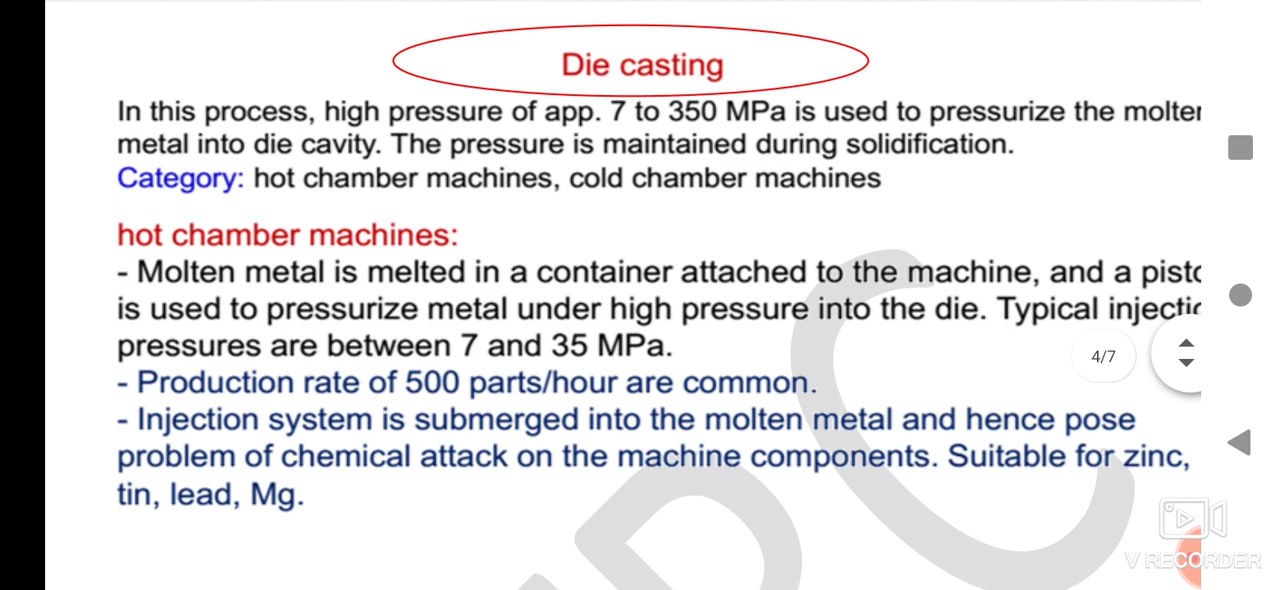 Die casting
In this process, high pressure of app. 7 to 350 MPa is used to pressurize the
metal into die cavity. The pressure is maintained during solidification.
Category: hot chamber machines, cold chamber machines
hot chamber machines:
- Molten metal is melted in a container attached to the machine, and a
is used to pressurize metal under high pressure into the die. Typical
pressures are between 7 and 35 MPa.
4/7
- Production rate of 500 parts/hour are common.
- Injection system is submerged into the molten metal and hence pose
problem of chemical attack on the machine components. Suitable for zinc,
tin, lead, Mg.
V RECORDER